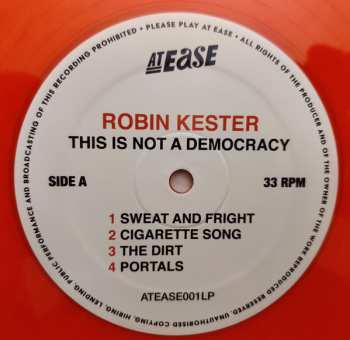 AT EASE
ROBIN KESTER
THIS IS NOT A DEMOCRACY
SIDE A
33 RPM
1 SWEAT AND FRIGHT
2 CIGARETTE SONG
3 THE DIRT
4 PORTALS
ATEASE001LP
• PLEASE PLAY AT EASE • ALL RIGHTS OF THE PRODUCER AND OF THE OWNER OF THE WORK REPRODUCED RESERVED. UNAUTHORISED COPYING, HIRING, LENDING, PUBLIC PERFORMANCE AND BROADCASTING OF THIS RECORDING PROHIBITED